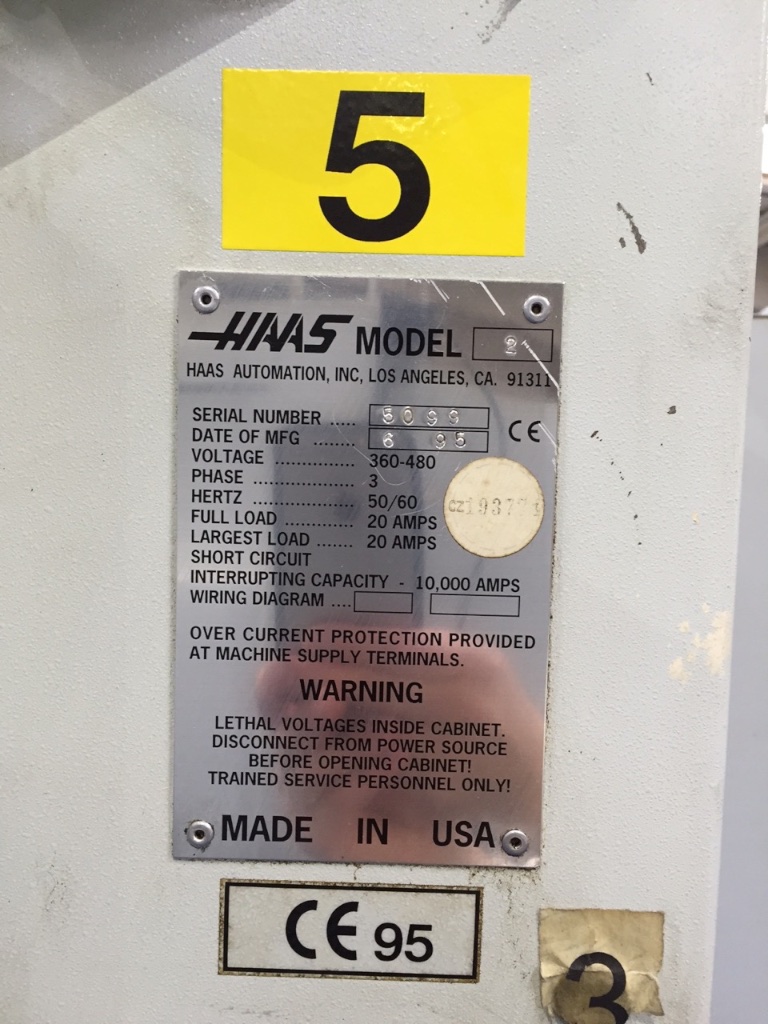 5
HAAS MODEL 2
HAAS AUTOMATION, INC, LOS ANGELES, CA. 91311
SERIAL NUMBER ..... 5099
DATE OF MFG ........ 6 95
CE
VOLTAGE ............... 360-480
PHASE ................... 3
HERTZ ................... 50/60
FULL LOAD ............. 20 AMPS
LARGEST LOAD ....... 20 AMPS
SHORT CIRCUIT
INTERRUPTING CAPACITY - 10,000 AMPS
WIRING DIAGRAM ....
OVER CURRENT PROTECTION PROVIDED
AT MACHINE SUPPLY TERMINALS.
WARNING
LETHAL VOLTAGES INSIDE CABINET.
DISCONNECT FROM POWER SOURCE
BEFORE OPENING CABINET!
TRAINED SERVICE PERSONNEL ONLY!
MADE IN USA
CE 95
3